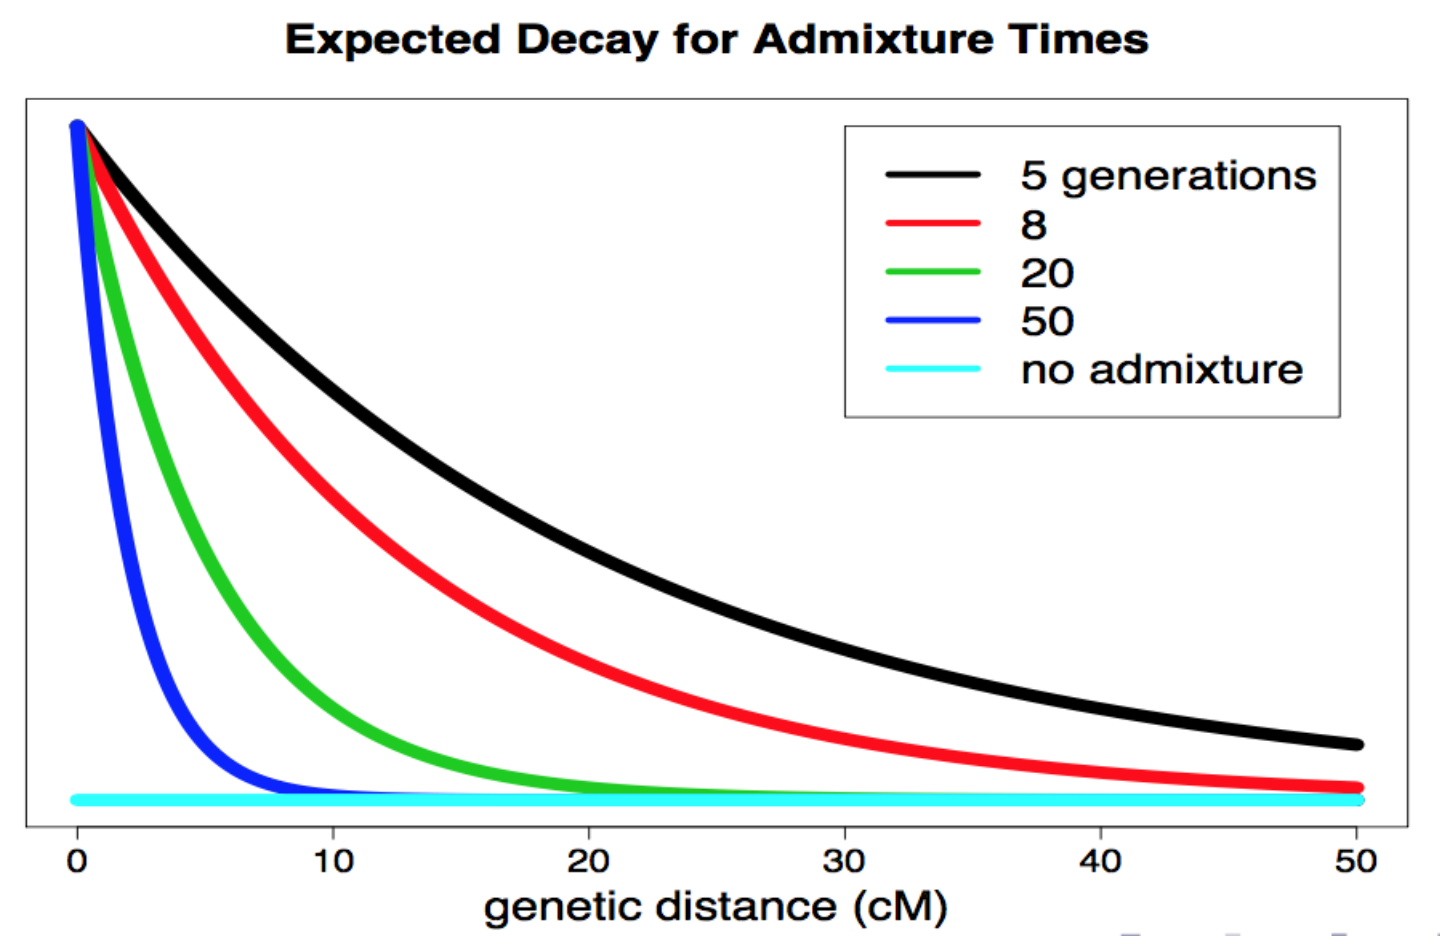 Expected Decay for Admixture Times
5 generations
8
20
50
no admixture
0 10 20 30 40 50
genetic distance (cM)